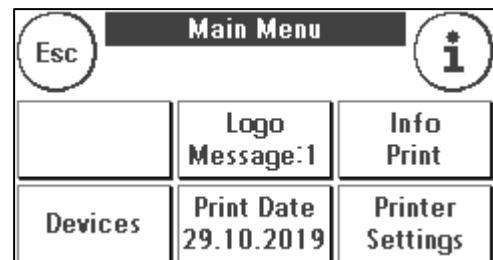 Esc
Main Menu
i
Logo
Message:1
Info
Print
Devices
Print Date
29.10.2019
Printer
Settings